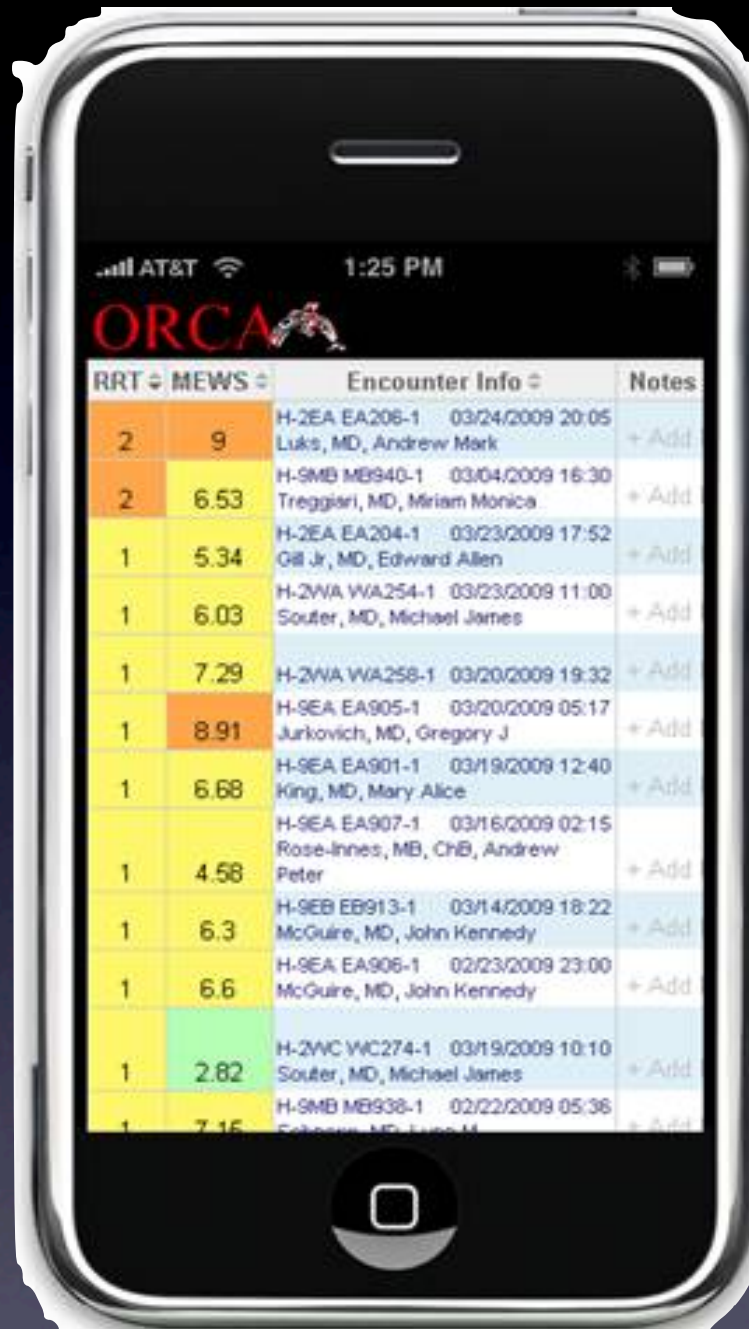 AT&T 1:25 PM
ORCA
RRT MEWS Encounter Info Notes
2 9 H-2EA EA206-1 03/24/2009 20:05
Luks, MD, Andrew Mark + Add
2 6.53 H-9MB MB940-1 03/04/2009 16:30
Treggiari, MD, Miriam Monica + Add
1 5.34 H-2EA EA204-1 03/23/2009 17:52
Gill Jr, MD, Edward Allen + Add
1 6.03 H-2WA WA254-1 03/23/2009 11:00
Souter, MD, Michael James + Add
1 7.29 H-2WA WA258-1 03/20/2009 19:32 + Add
1 8.91 H-9EA EA905-1 03/20/2009 05:17
Jurkovich, MD, Gregory J + Add
1 6.68 H-9EA EA901-1 03/19/2009 12:40
King, MD, Mary Alice + Add
1 4.58 H-9EA EA907-1 03/16/2009 02:15
Rose-Innes, MB, ChB, Andrew
Peter + Add
1 6.3 H-9EB EB913-1 03/14/2009 18:22
McGuire, MD, John Kennedy + Add
1 6.6 H-9EA EA906-1 02/23/2009 23:00
McGuire, MD, John Kennedy + Add
1 2.82 H-2WC WC274-1 03/19/2009 10:10
Souter, MD, Michael James + Add
1 7.16 H-9MB MB938-1 02/22/2009 05:36
MD + Add